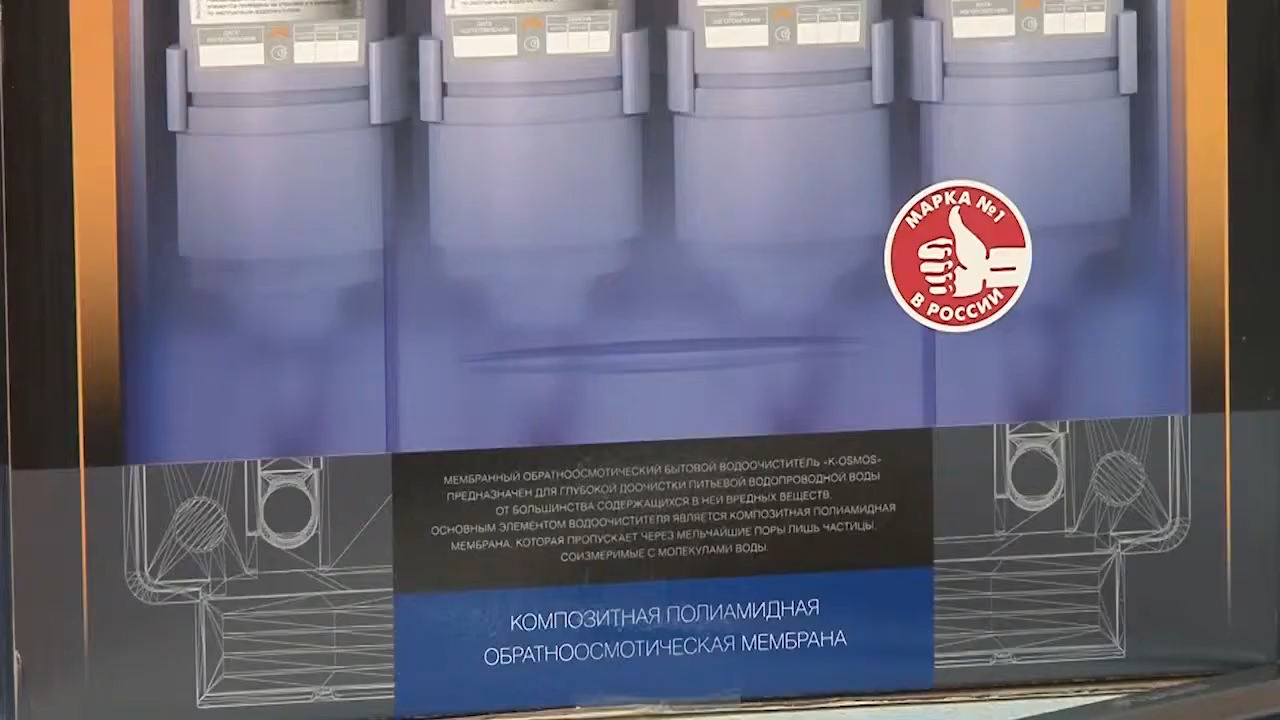 ДАТА
ИЗГОТОВЛЕНИЯ
МАРКА №1
В РОССИИ
МЕМБРАННЫЙ ОБРАТНООСМОТИЧЕСКИЙ БЫТОВОЙ ВОДООЧИСТИТЕЛЬ «K-OSMOS»
ПРЕДНАЗНАЧЕН ДЛЯ ГЛУБОКОЙ ДООЧИСТКИ ПИТЬЕВОЙ ВОДОПРОВОДНОЙ ВОДЫ
ОТ БОЛЬШИНСТВА СОДЕРЖАЩИХСЯ В НЕЙ ВРЕДНЫХ ВЕЩЕСТВ.
ОСНОВНЫМ ЭЛЕМЕНТОМ ВОДООЧИСТИТЕЛЯ ЯВЛЯЕТСЯ КОМПОЗИТНАЯ ПОЛИАМИДНАЯ
МЕМБРАНА, КОТОРАЯ ПРОПУСКАЕТ ЧЕРЕЗ МЕЛЬЧАЙШИЕ ПОРЫ ЛИШЬ ЧАСТИЦЫ,
СОИЗМЕРИМЫЕ С МОЛЕКУЛАМИ ВОДЫ.
КОМПОЗИТНАЯ ПОЛИАМИДНАЯ
ОБРАТНООСМОТИЧЕСКАЯ МЕМБРАНА